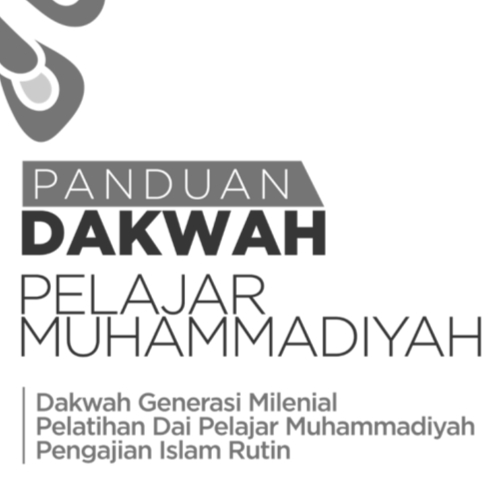 PANDUAN
DAKWAH
PELAJAR
MUHAMMADIYAH
Dakwah Generasi Milenial
Pelatihan Dai Pelajar Muhammadiyah
Pengajian Islam Rutin